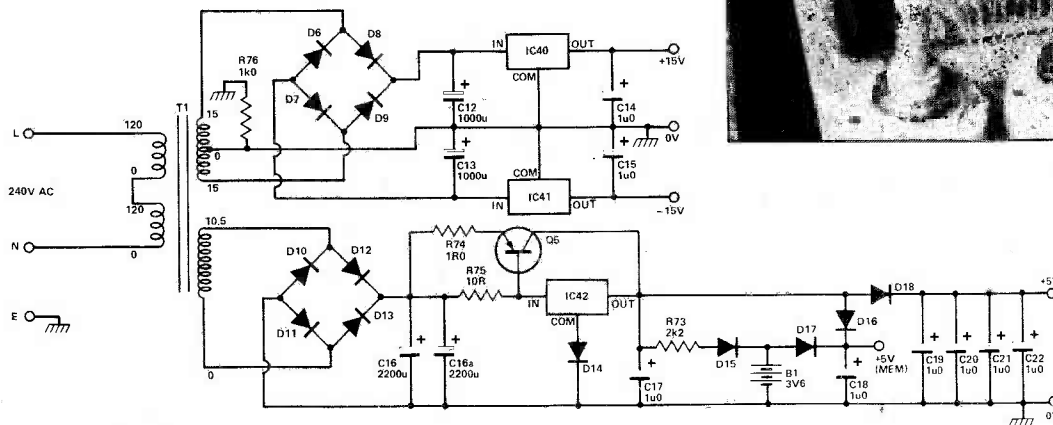 D6
D8
IN
IC40
OUT
+15V
R76
1k0
COM
D7
D9
C12
1000u
C14
1u0
T1
120
15
L
0
0V
0
C13
1000u
C15
1u0
240V AC
COM
15
IN
IC41
OUT
-15V
120
10.5
N
0
D10
D12
R74
1R0
Q5
R75
10R
IN
IC42
OUT
D18
+5
COM
E
D11
D13
R73
2k2
D17
D16
+5V
(MEM)
C16
2200u
C16a
2200u
D14
D15
B1
3V6
C17
1u0
C18
1u0
C19
1u0
C20
1u0
C21
1u0
C22
1u0
0
0